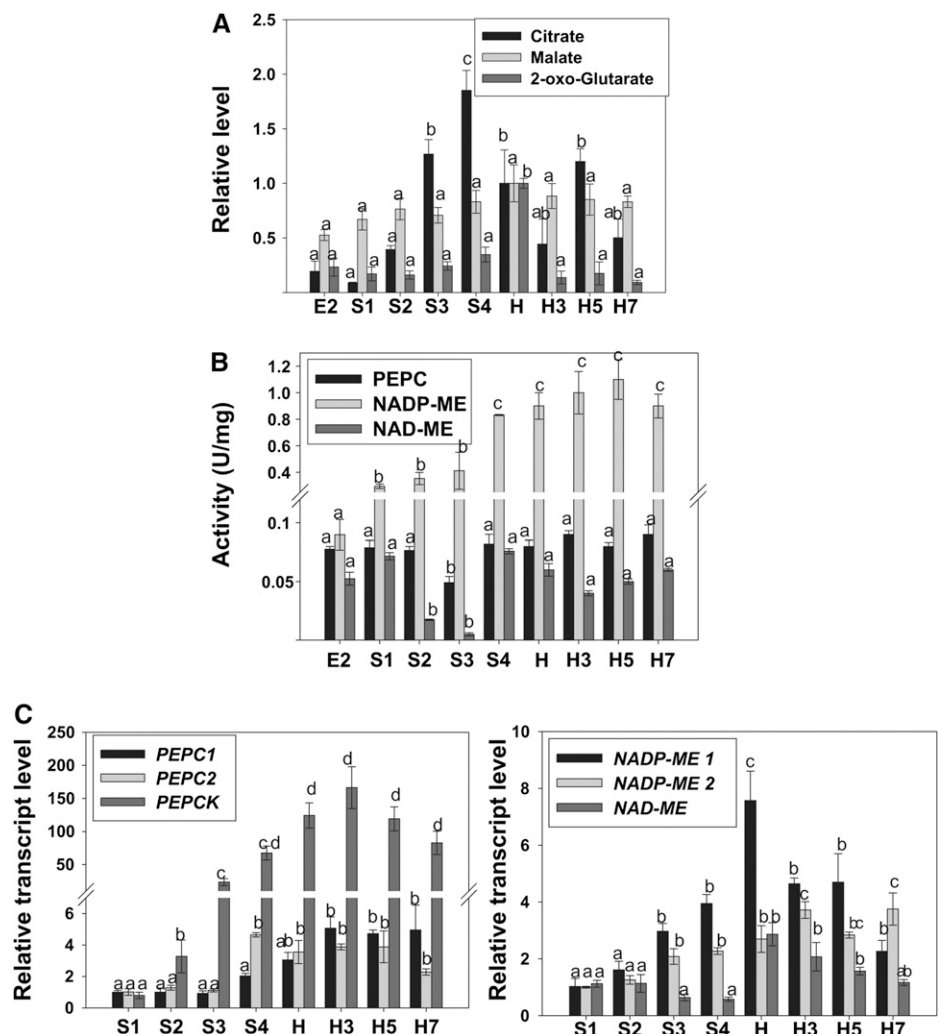 A
Relative level
2.5
2.0
1.5
1.0
0.5
Citrate
Malate
2-oxo-Glutarate
a a a
a a a
a a a
b a a
c a a
b a b
ab a a
b a a
a a a
E2 S1 S2 S3 S4 H H3 H5 H7
B
Activity (U/mg)
1.2
1.0
0.8
0.6
0.4
0.1
0.05
PEPC
NADP-ME
NAD-ME
a a a
a b a
a b b
b b b
a c a
a c a
a c a
a c a
a c a
E2 S1 S2 S3 S4 H H3 H5 H7
C
Relative transcript level
250
200
150
100
50
6
4
2
0
PEPC1
PEPC2
PEPCK
a a a
a a b
a a c
a b cd
ab b d
b b d
b b d
b b d
S1 S2 S3 S4 H H3 H5 H7
Relative transcript level
10
8
6
4
2
0
NADP-ME 1
NADP-ME 2
NAD-ME
a a a
a a a
b b a
b b a
c b b
b c b
b bc b
b c ab
S1 S2 S3 S4 H H3 H5 H7